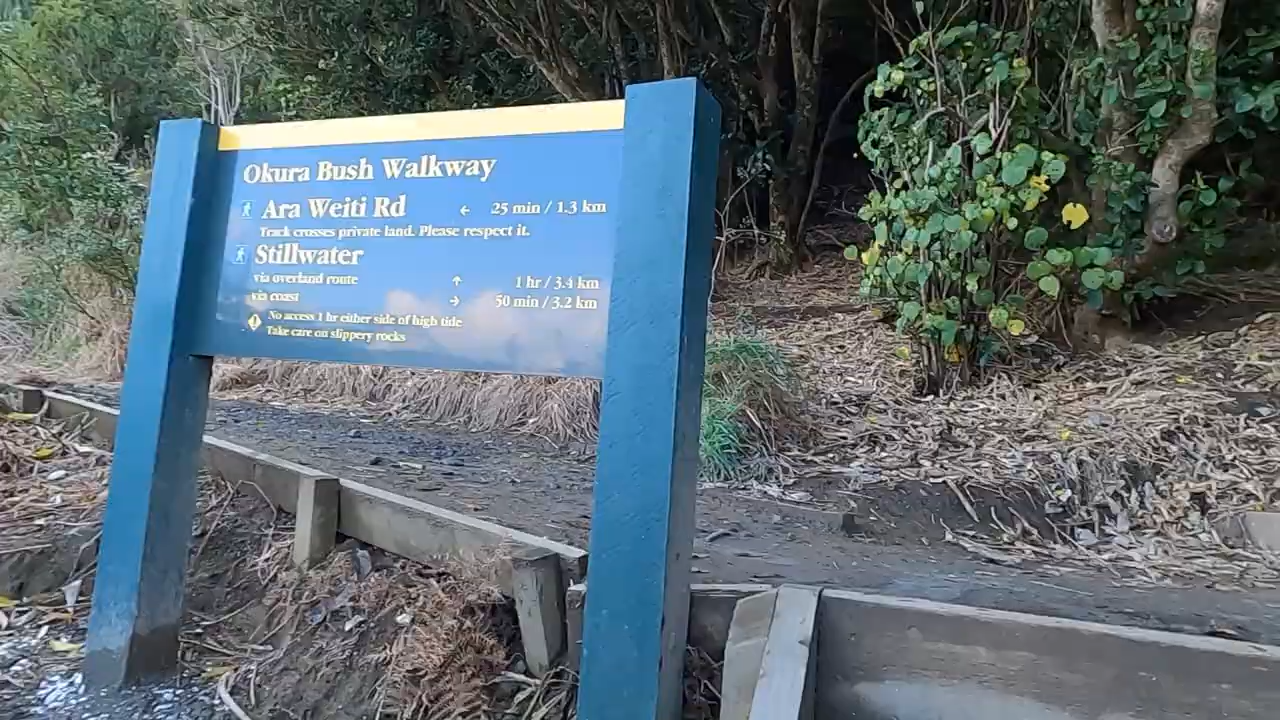 Okura Bush Walkway
Ara Weiti Rd ← 25 min / 1.3 km
Track crosses private land. Please respect it.
Stillwater
via overland route ↑ 1 hr / 3.4 km
via coast → 50 min / 3.2 km
No access 1 hr either side of high tide
Take care on slippery rocks